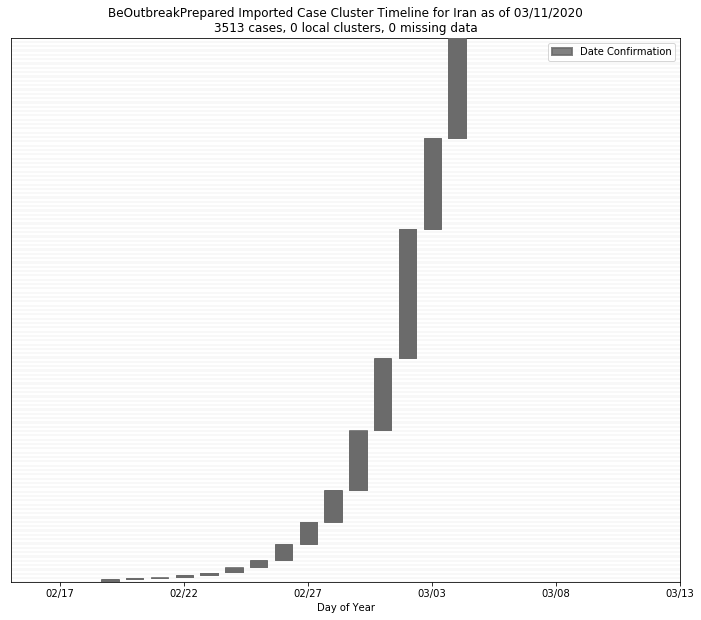 BeOutbreakPrepared Imported Case Cluster Timeline for Iran as of 03/11/2020
3513 cases, 0 local clusters, 0 missing data
Date Confirmation
02/17 02/22 02/27 03/03 03/08 03/13
Day of Year